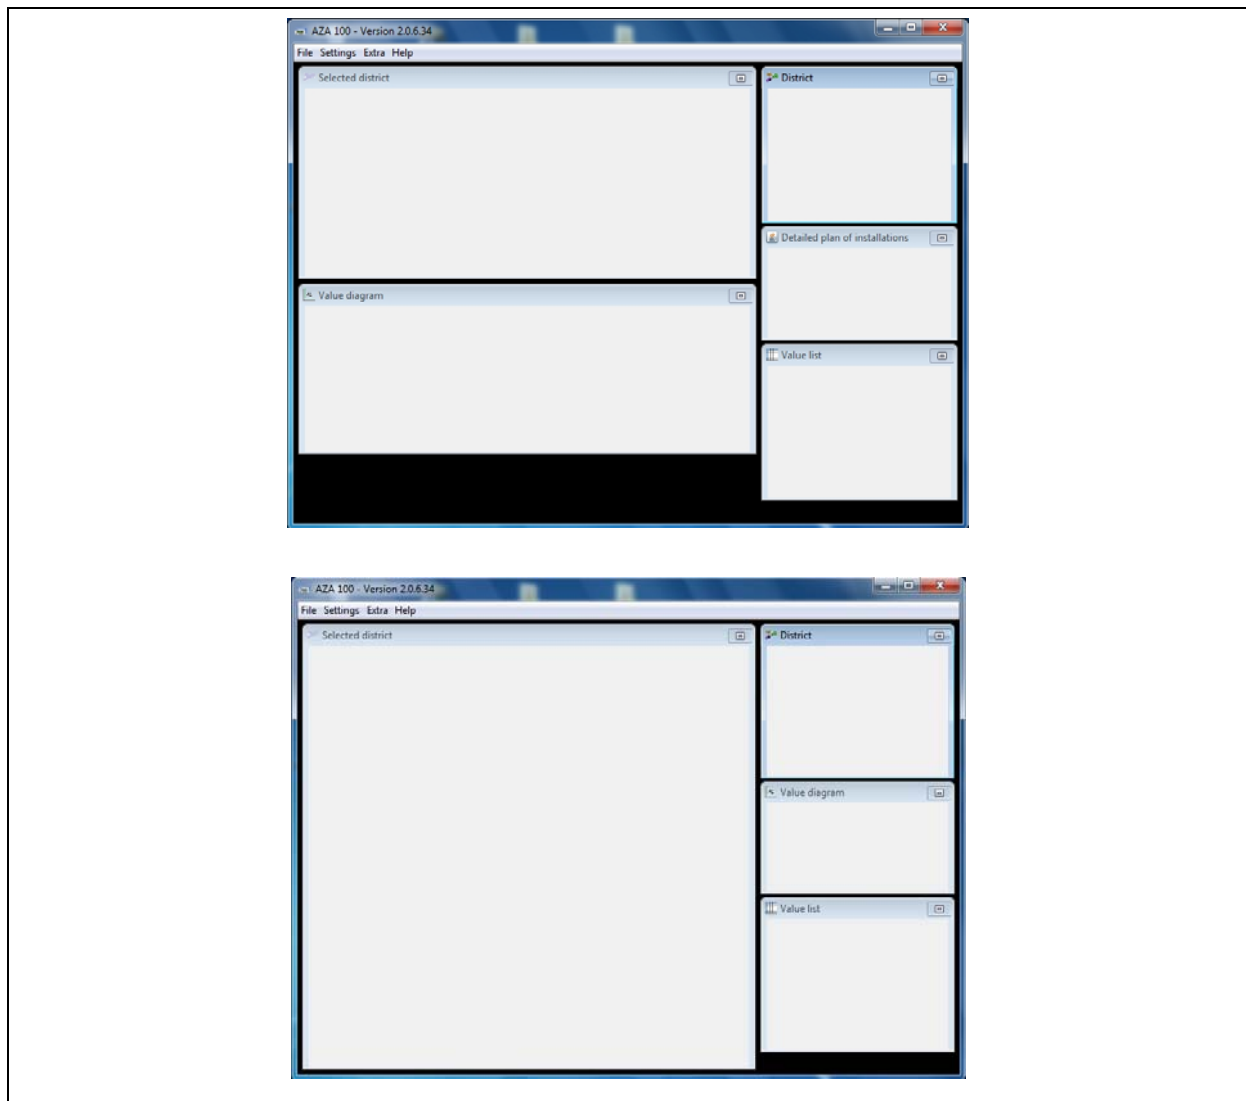 AZA 100 - Version 2.0.6.34
File Settings Extra Help
Selected district
District
Detailed plan of installations
Value diagram
Value list
AZA 100 - Version 2.0.6.34
File Settings Extra Help
Selected district
District
Value diagram
Value list